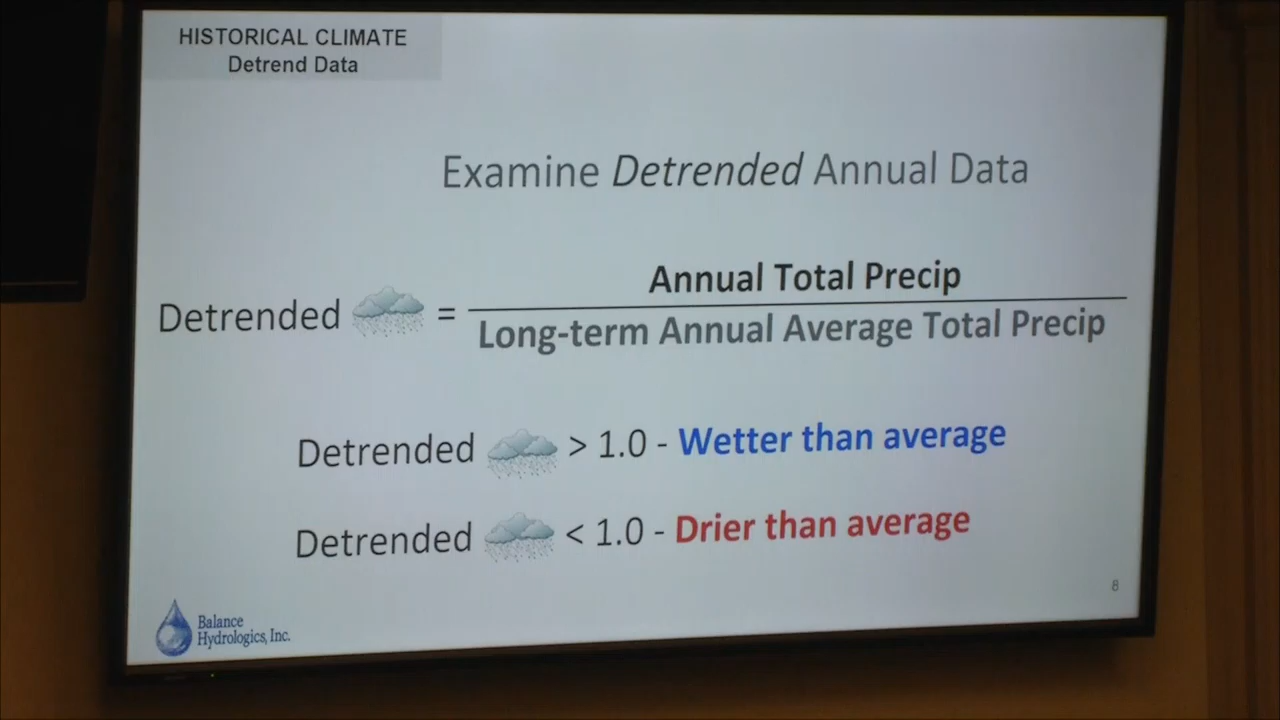 HISTORICAL CLIMATE
Detrend Data
Examine Detrended Annual Data
Detrended = Annual Total Precip
Long-term Annual Average Total Precip
Detrended > 1.0 - Wetter than average
Detrended < 1.0 - Drier than average
8
Balance
Hydrologics, Inc.